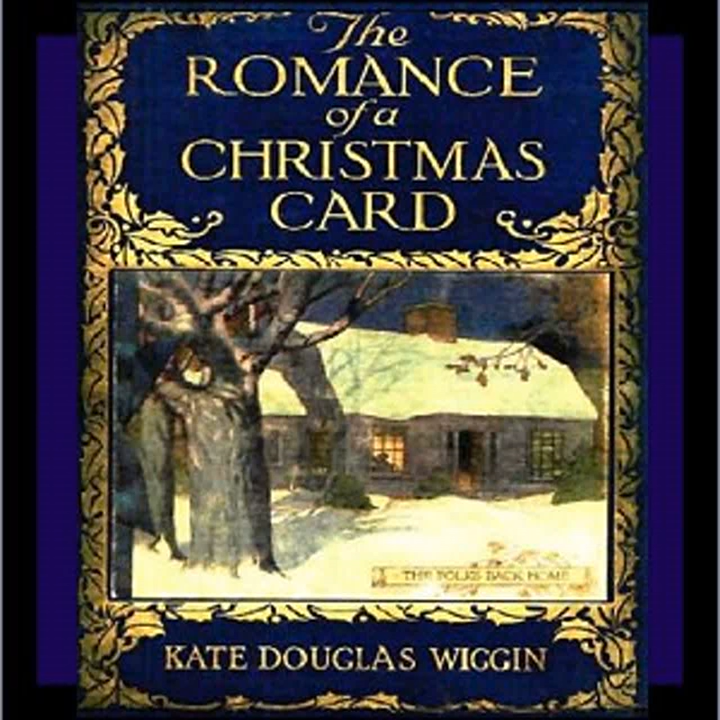 The
ROMANCE
of a
CHRISTMAS
CARD
THE FOLKS BACK HOME
KATE DOUGLAS WIGGIN